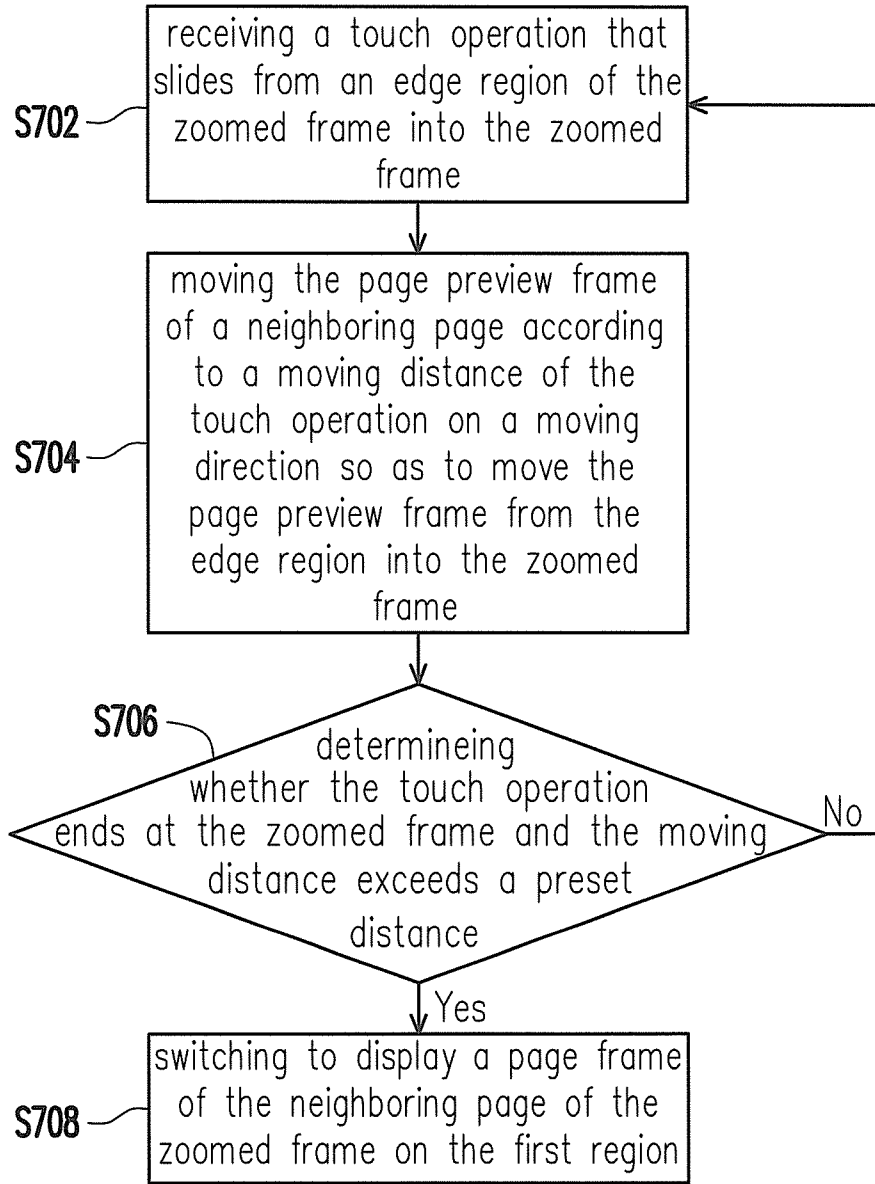 receiving a touch operation that
slides from an edge region of the
zoomed frame into the zoomed
frame
S702
moving the page preview frame
of a neighboring page according
to a moving distance of the
touch operation on a moving
direction so as to move the
page preview frame from the
edge region into the zoomed
frame
S704
S706
determineing
whether the touch operation
ends at the zoomed frame and the moving
distance exceeds a preset
distance
No
Yes
switching to display a page frame
of the neighboring page of the
zoomed frame on the first region
S708